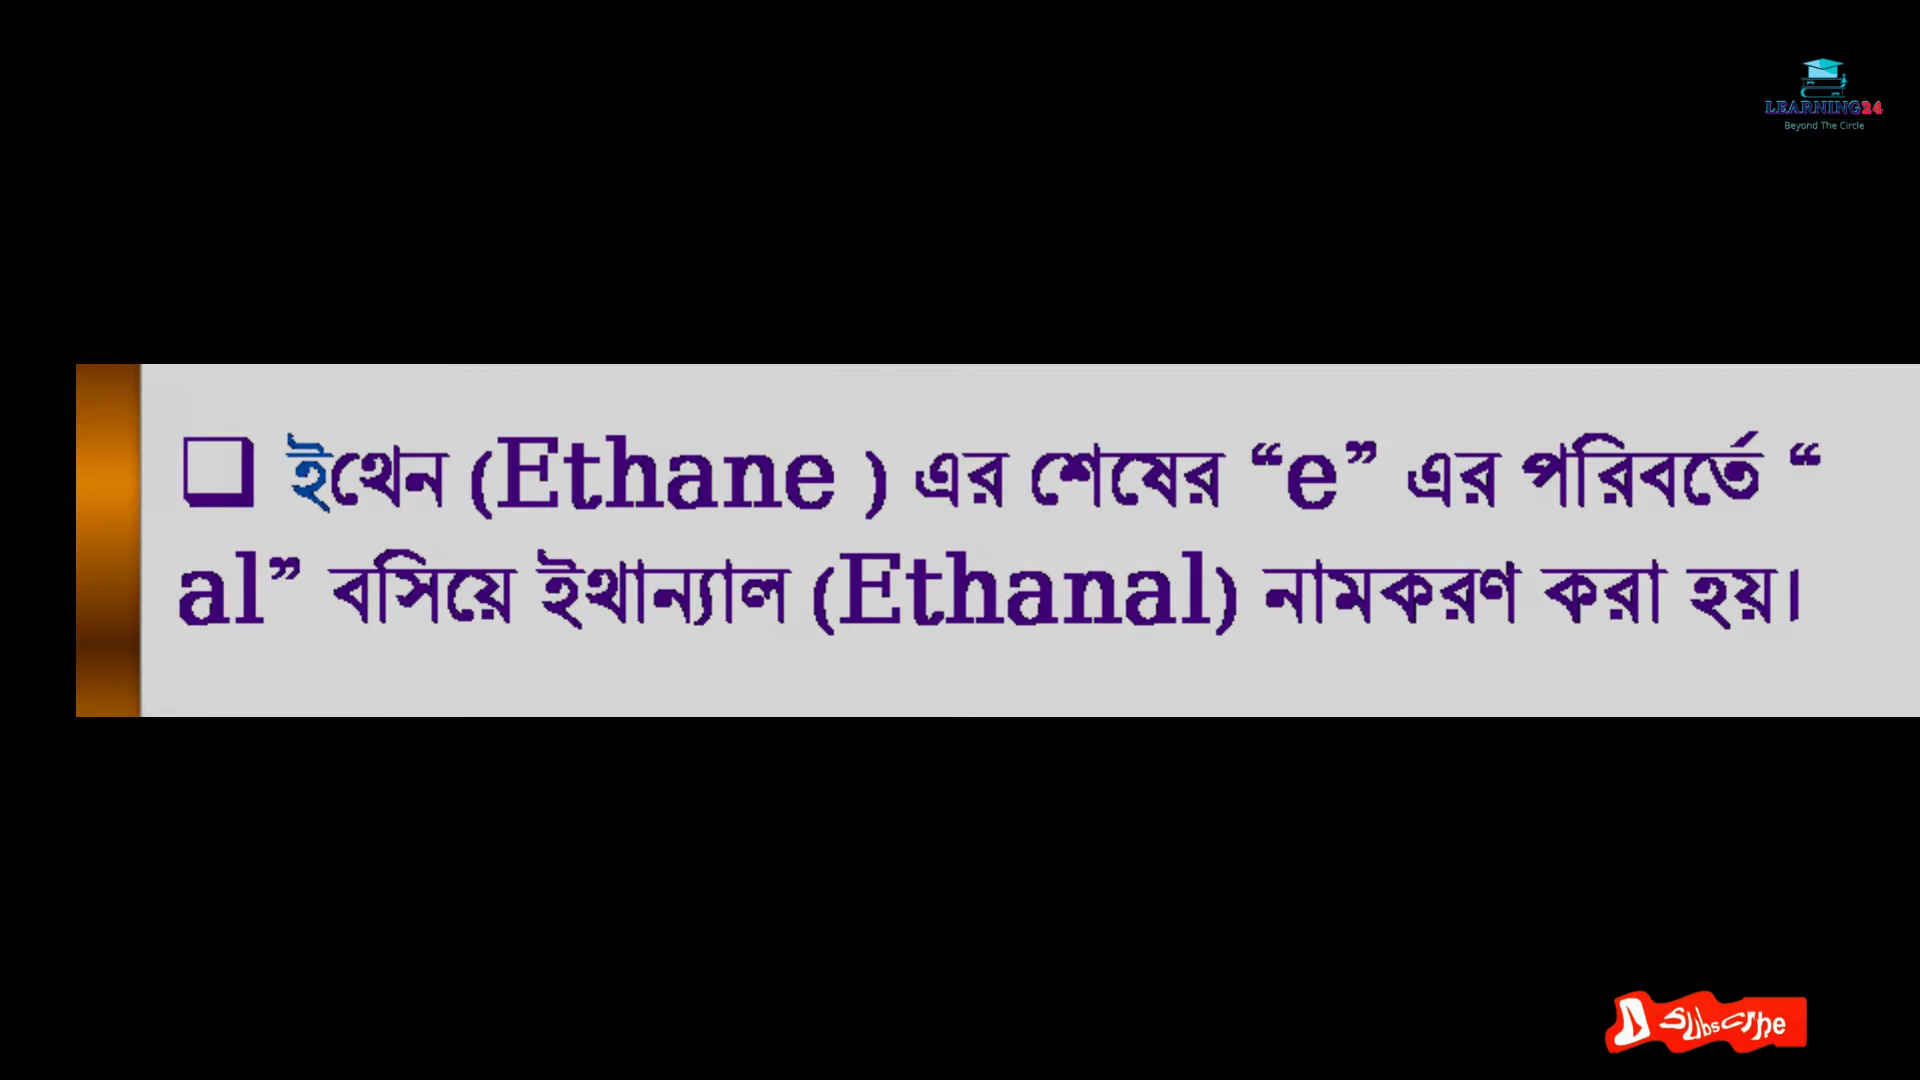 LEARNING24
Beyond The Circle
❑ ইথেন (Ethane ) এর শেষের “e” এর পরিবর্তে “
al” বসিয়ে ইথান্যাল (Ethanal) নামকরণ করা হয়।
Subscribe